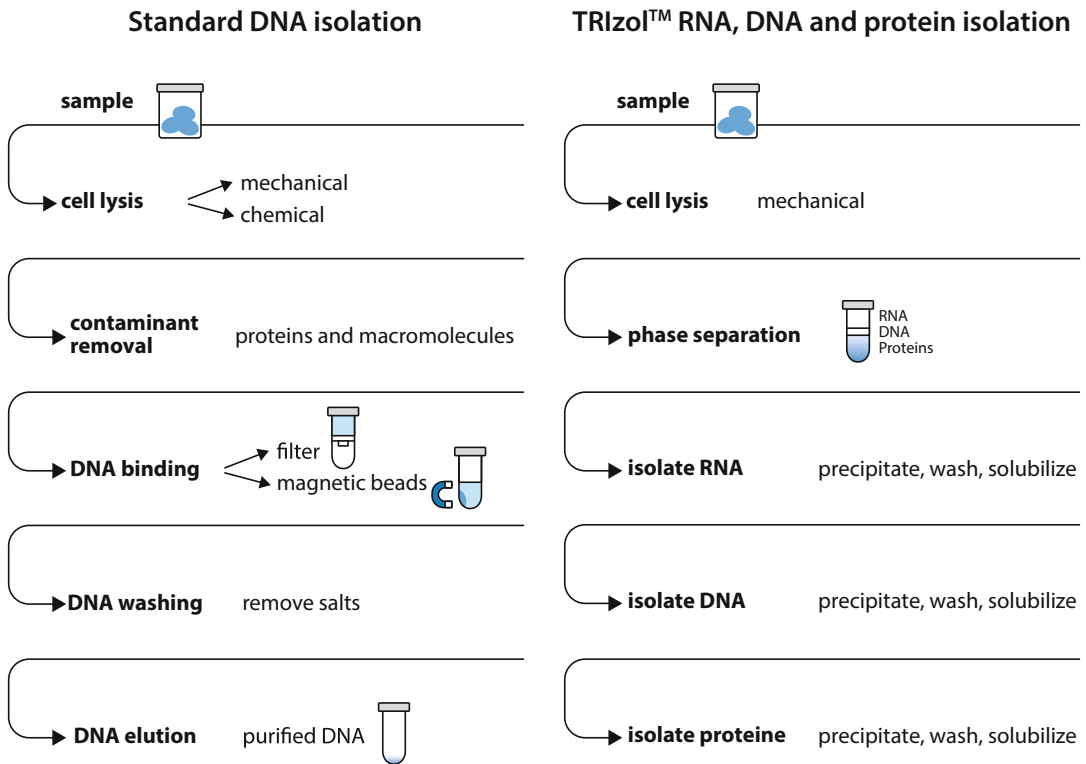 Standard DNA isolation
sample
cell lysis
mechanical
chemical
contaminant
removal
proteins and macromolecules
DNA binding
filter
magnetic beads
DNA washing
remove salts
DNA elution
purified DNA
TRIzol™ RNA, DNA and protein isolation
sample
cell lysis
mechanical
phase separation
RNA
DNA
Proteins
isolate RNA
precipitate, wash, solubilize
isolate DNA
precipitate, wash, solubilize
isolate proteine
precipitate, wash, solubilize